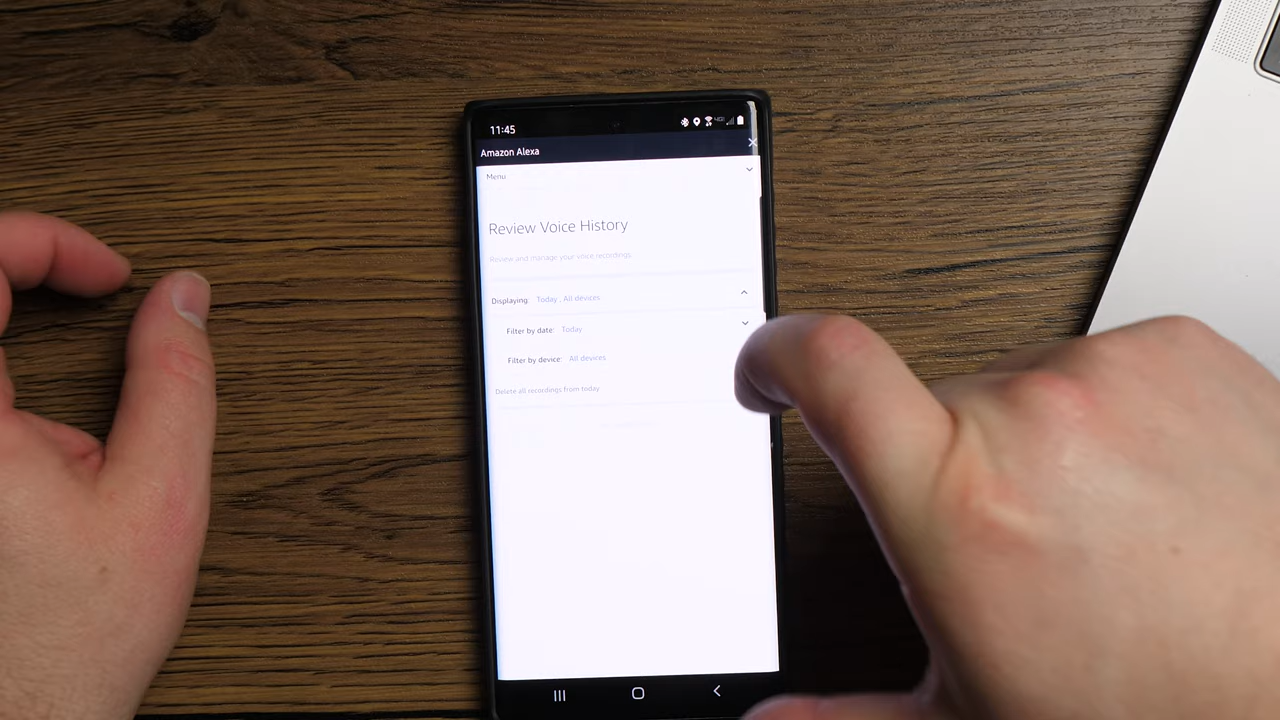 11:45
Amazon Alexa
Menu
Review Voice History
Review and manage your voice recordings
Displaying: Today , All devices
Filter by date: Today
Filter by device: All devices
Delete all recordings from today